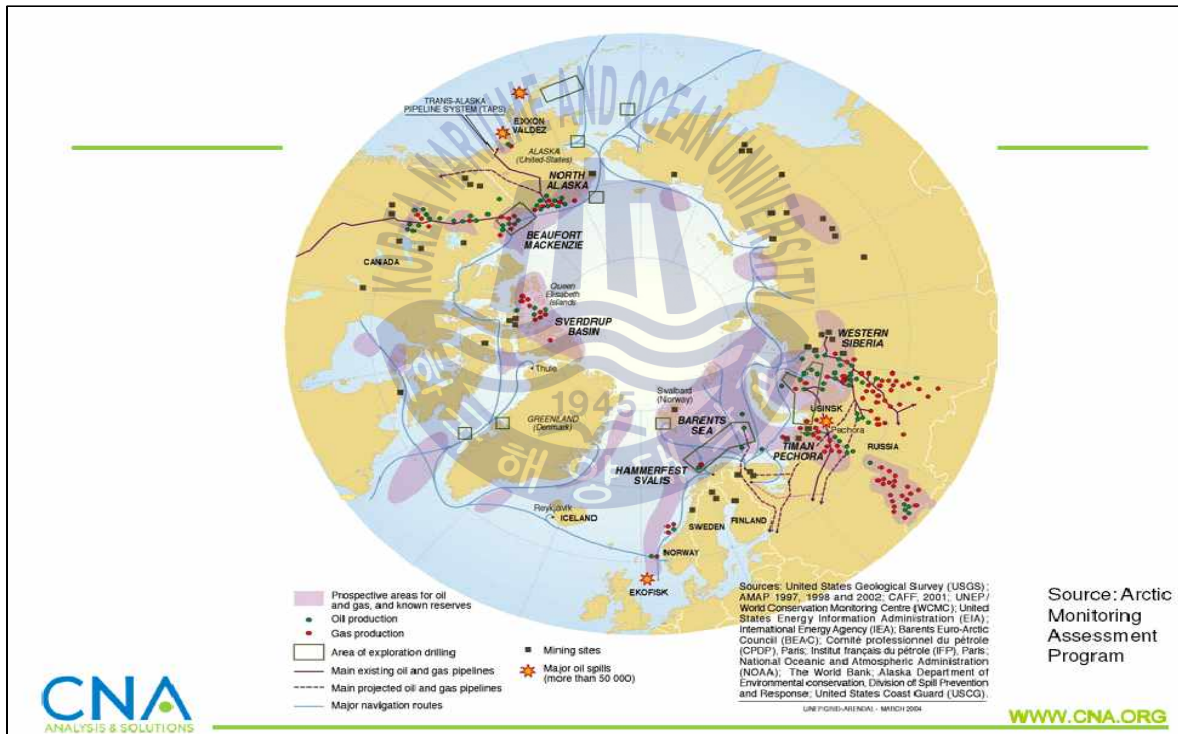 TRANS-ALASKA
PIPELINE SYSTEM (TAPS)
EXXON
VALDEZ
ALASKA
(United-States)
NORTH
ALASKA
BEAUFORT
MACKENZIE
CANADA
Queen
Elisabeth
Islands
SVERDRUP
BASIN
Thule
GREENLAND
(Denmark)
Svalbard
(Norway)
BARENTS
SEA
HAMMERFEST
SVALIS
WESTERN
SIBERIA
USINSK
Pechora
TIMAN
PECHORA
RUSSIA
Reykjavik
ICELAND
SWEDEN
FINLAND
NORWAY
EKOFISK
KOREA MARITIME AND OCEAN UNIVERSITY
1945
해양대
Prospective areas for oil
and gas, and known reserves
Oil production
Gas production
Area of exploration drilling
Main existing oil and gas pipelines
Main projected oil and gas pipelines
Major navigation routes
Mining sites
Major oil spills
(more than 50 000)
Sources: United States Geological Survey (USGS);
AMAP 1997, 1998 and 2002; CAFF, 2001; UNEP/
World Conservation Monitoring Centre (WCMC); United
States Energy Information Administration (EIA);
International Energy Agency (IEA); Barents Euro-Arctic
Council (BEAC); Comité professionnel du pétrole
(CPDP), Paris; Institut français du pétrole (IFP), Paris;
National Oceanic and Atmospheric Administration
(NOAA); The World Bank; Alaska Department of
Environmental conservation, Division of Spill Prevention
and Response; United States Coast Guard (USCG).
UNEP/GRID-ARENDAL - MARCH 2004
Source: Arctic
Monitoring
Assessment
Program
CNA
ANALYSIS & SOLUTIONS
WWW.CNA.ORG